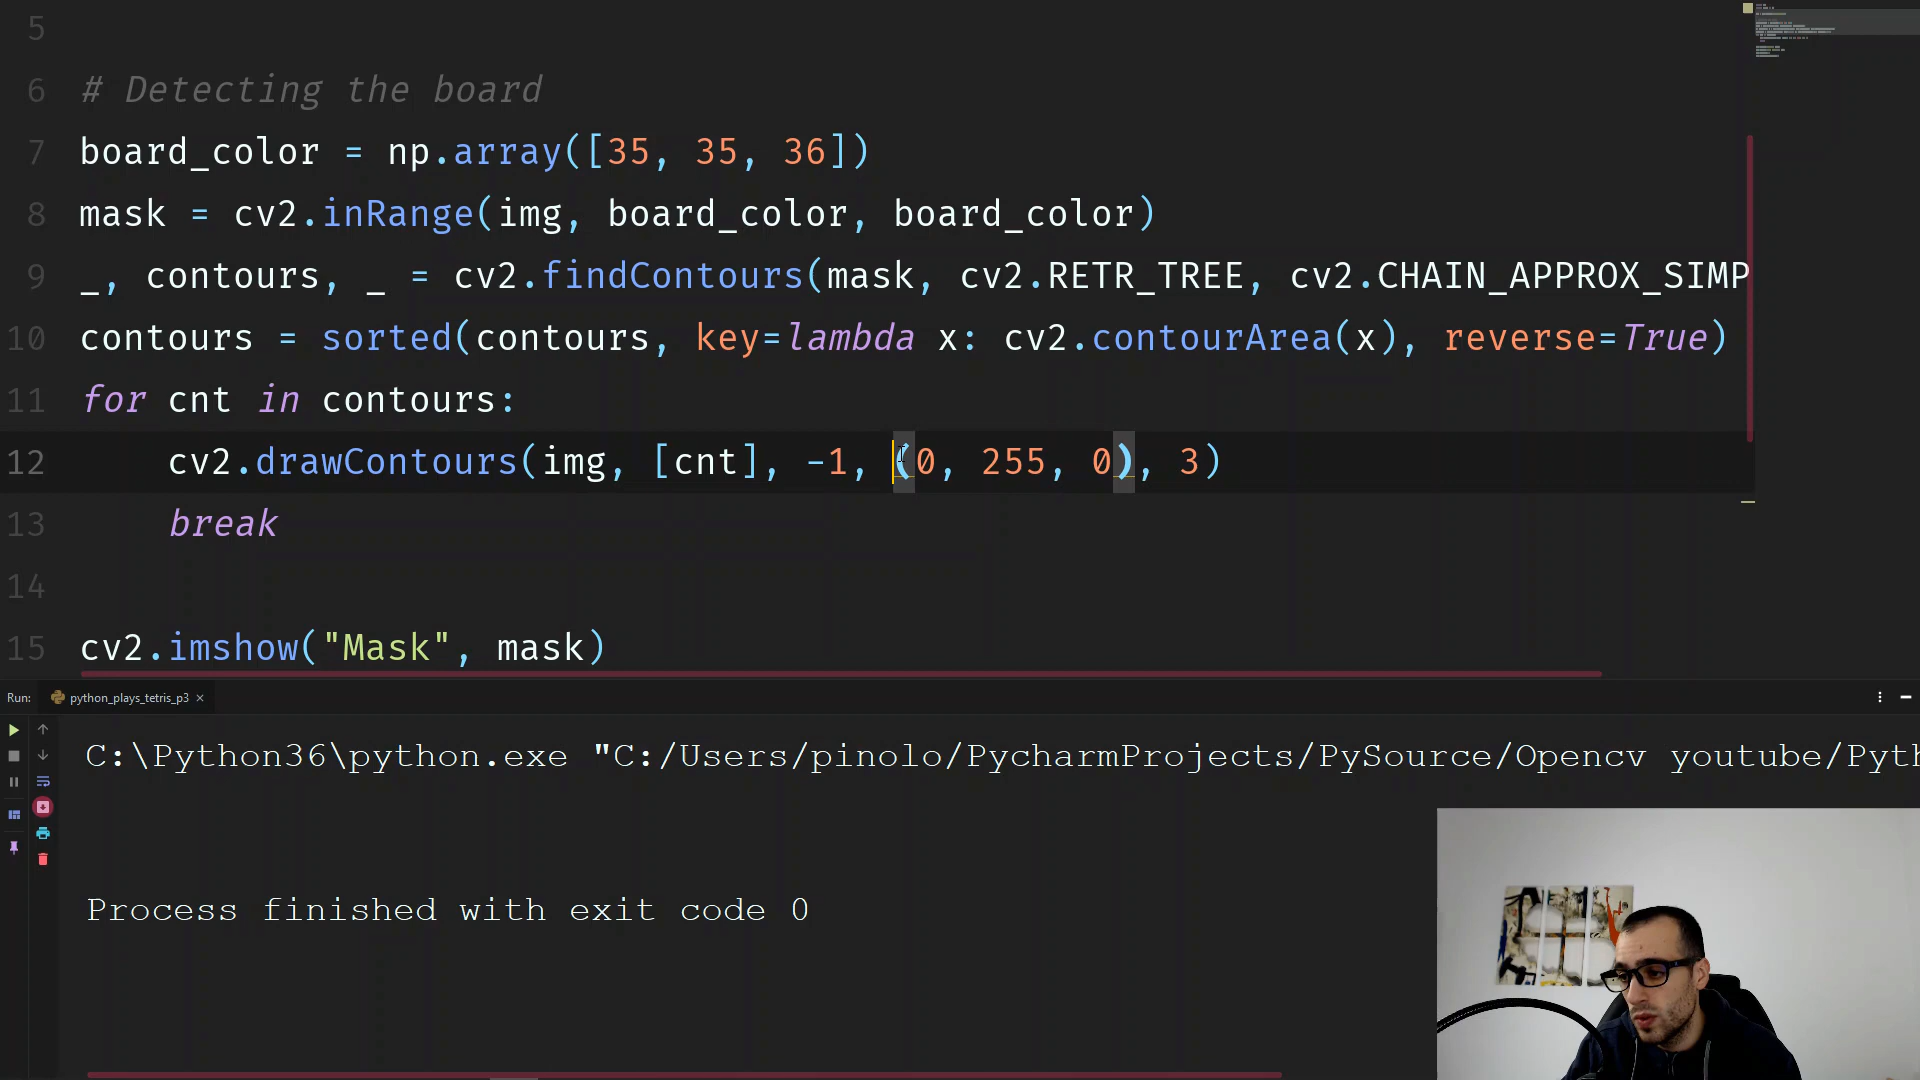 5
6 # Detecting the board
7 board_color = np.array([35, 35, 36])
8 mask = cv2.inRange(img, board_color, board_color)
9 _, contours, _ = cv2.findContours(mask, cv2.RETR_TREE, cv2.CHAIN_APPROX_SIMP
10 contours = sorted(contours, key=lambda x: cv2.contourArea(x), reverse=True)
11 for cnt in contours:
12 cv2.drawContours(img, [cnt], -1, (0, 255, 0), 3)
13 break
14
15 cv2.imshow("Mask", mask)
Run: python_plays_tetris_p3
C:\Python36\python.exe "C:/Users/pinolo/PycharmProjects/PySource/Opencv youtube/Pyth
Process finished with exit code 0